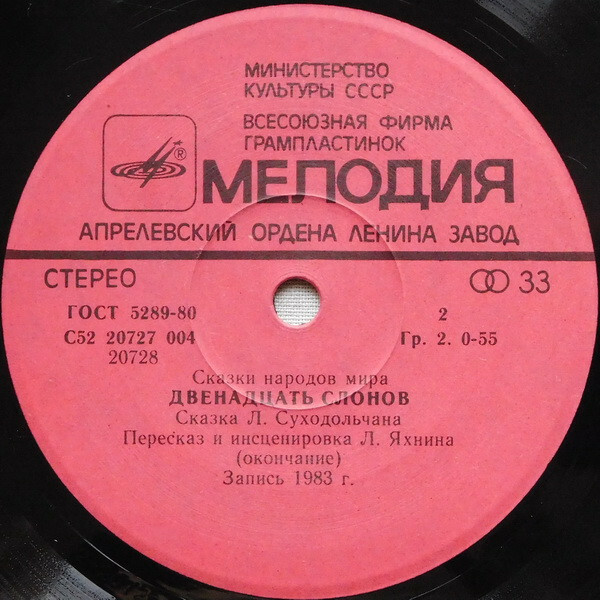 МИНИСТЕРСТВО
КУЛЬТУРЫ СССР
ВСЕСОЮЗНАЯ ФИРМА
ГРАМПЛАСТИНОК
®
МЕЛОДИЯ
АПРЕЛЕВСКИЙ ОРДЕНА ЛЕНИНА ЗАВОД
СТЕРЕО 33
ГОСТ 5289-80 2
С52 20727 004 Гр. 2. 0-55
20728
Сказки народов мира
ДВЕНАДЦАТЬ СЛОНОВ
Сказка Л. Суходольчана
Пересказ и инсценировка Л. Яхнина
(окончание)
Запись 1983 г.